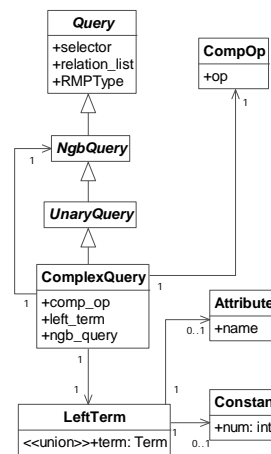 Query
+selector
+relation_list
+RMPType
CompOp
+op
1
NgbQuery
1
UnaryQuery
ComplexQuery
+comp_op
+left_term
+ngb_query
1
1
1
Attribute
+name
0..1
1
1
LeftTerm
<<union>>+term: Term
1
Constan
+num: int
0..1